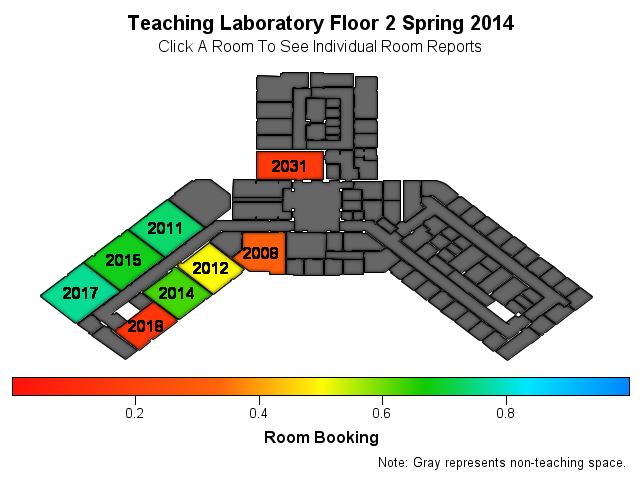 Teaching Laboratory Floor 2 Spring 2014
Click A Room To See Individual Room Reports
2031
2011
2008
2015
2012
2017
2014
2018
0.2 0.4 0.6 0.8
Room Booking
Note: Gray represents non-teaching space.